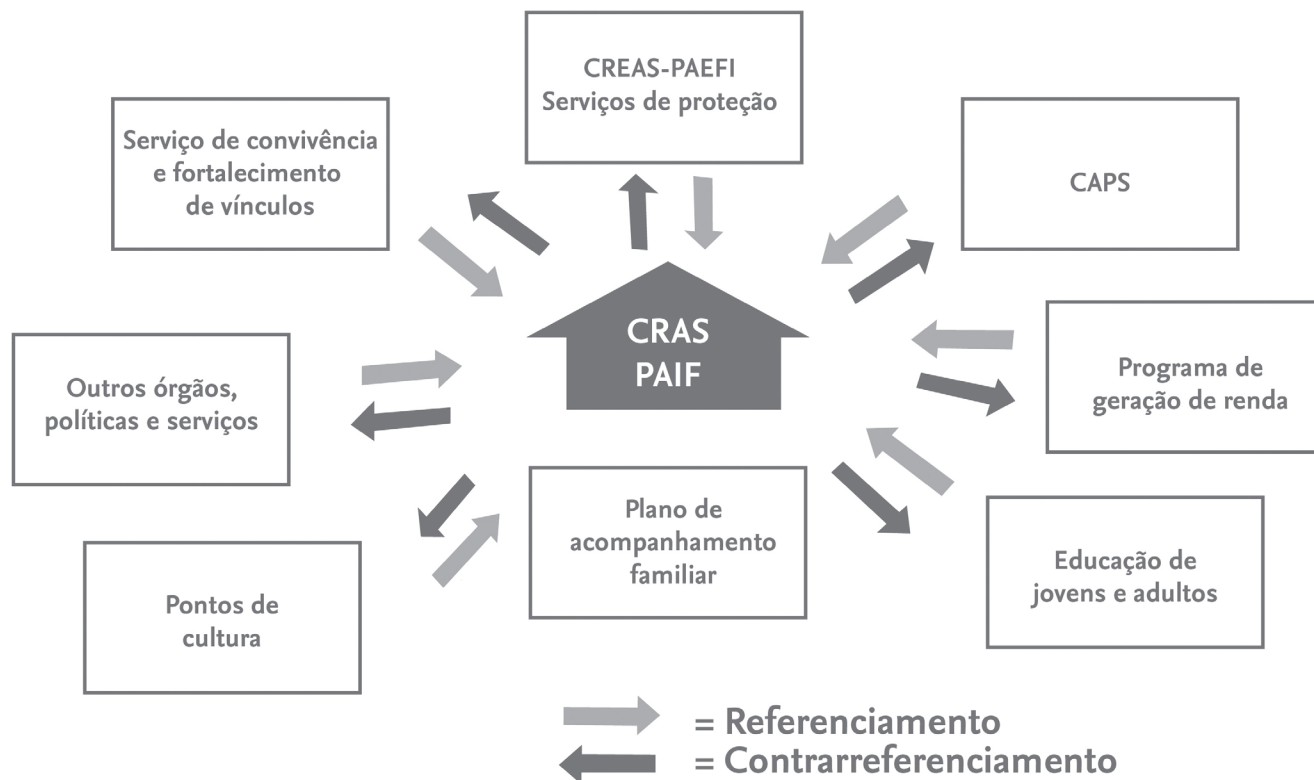 CREAS-PAEFI
Serviços de proteção
Serviço de convivência
e fortalecimento
de vínculos
CAPS
CRAS
PAIF
Outros órgãos,
políticas e serviços
Programa de
geração de renda
Plano de
acompanhamento
familiar
Educação de
jovens e adultos
Pontos de
cultura
= Referenciamento
= Contrarreferenciamento